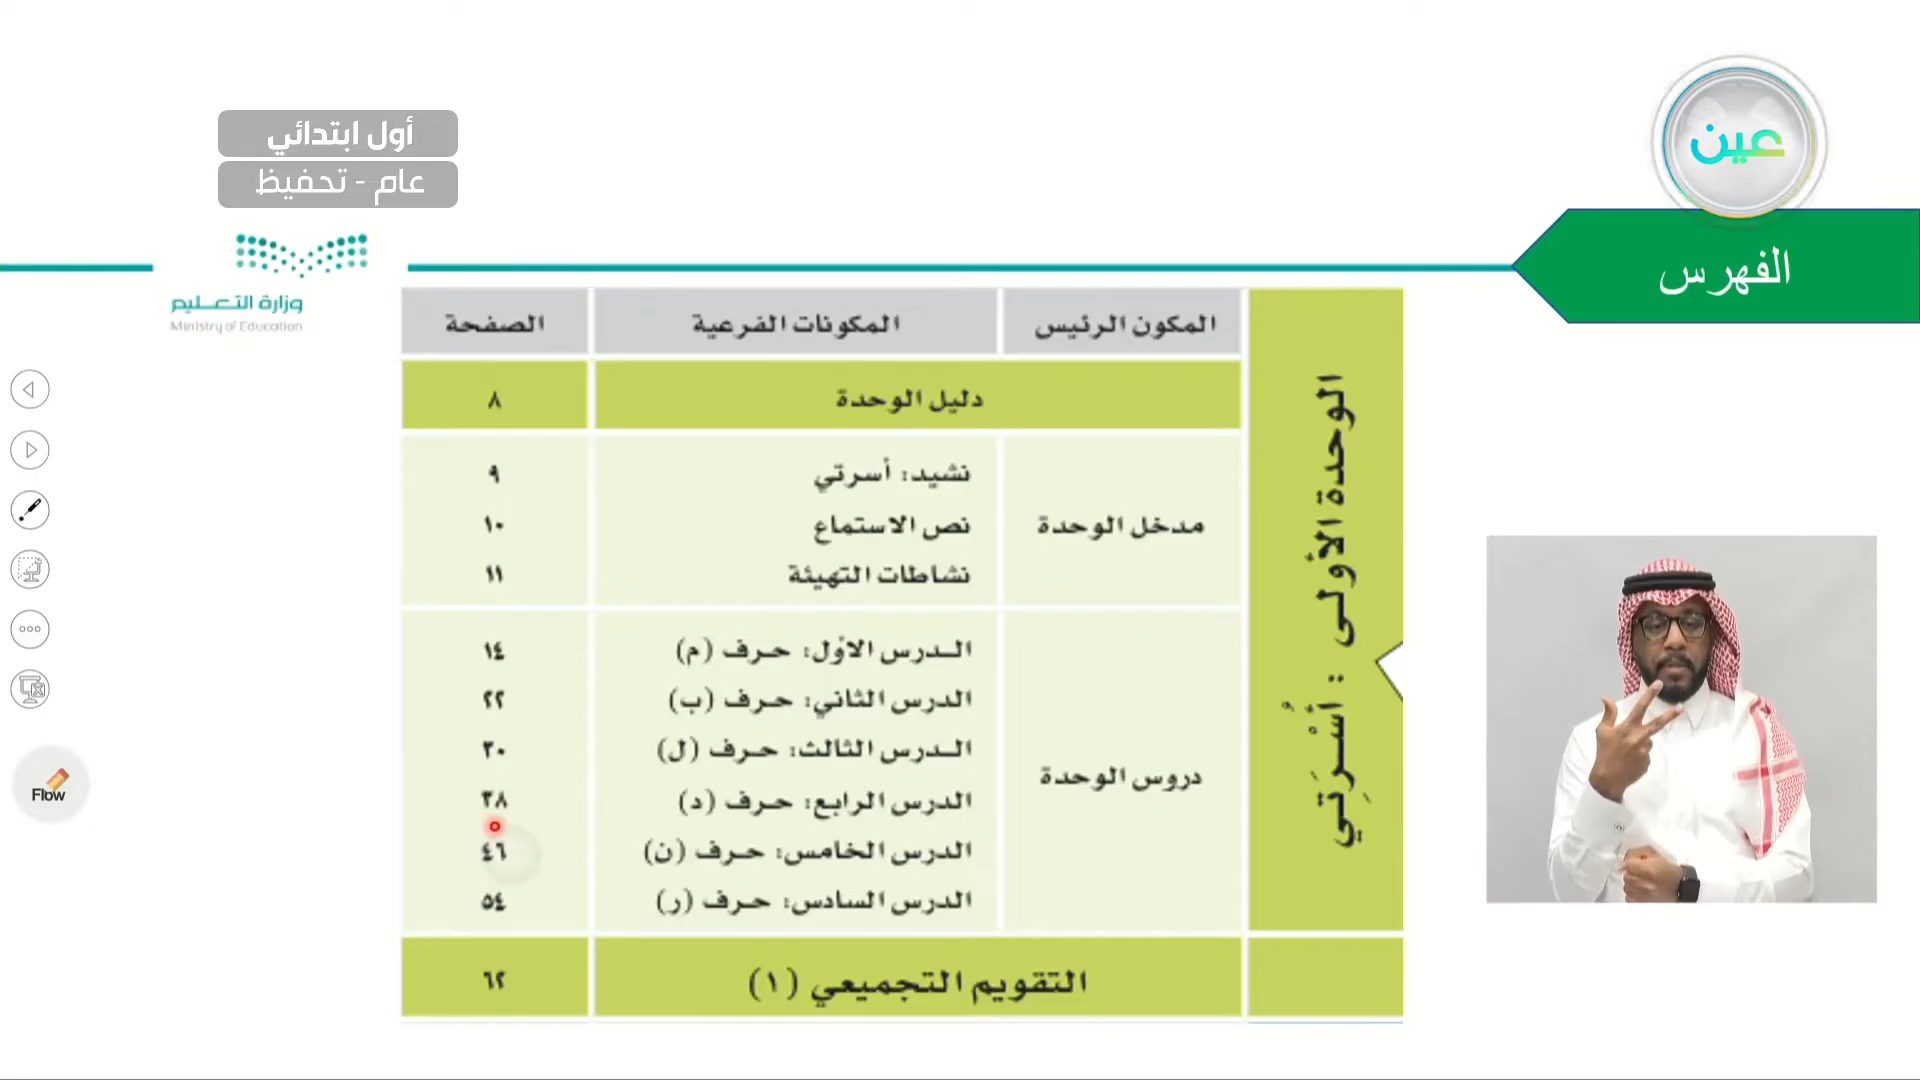 أول ابتدائي
عام - تحفيظ
عين
الفهرس
وزارة التعليم
Ministry of Education
الوحدة الأولى : أُسْرَتِي
المكون الرئيس المكونات الفرعية الصفحة
دليل الوحدة ٨
مدخل الوحدة
نشيد: أسرتي ٩
نص الاستماع ١٠
نشاطات التهيئة ١١
دروس الوحدة
الدرس الأول: حرف (م) ١٤
الدرس الثاني: حرف (ب) ٢٢
الدرس الثالث: حرف (ل) ٣٠
الدرس الرابع: حرف (د) ٣٨
الدرس الخامس: حرف (ن) ٤٦
الدرس السادس: حرف (ر) ٥٤
التقويم التجميعي (١) ٦٢
Flow